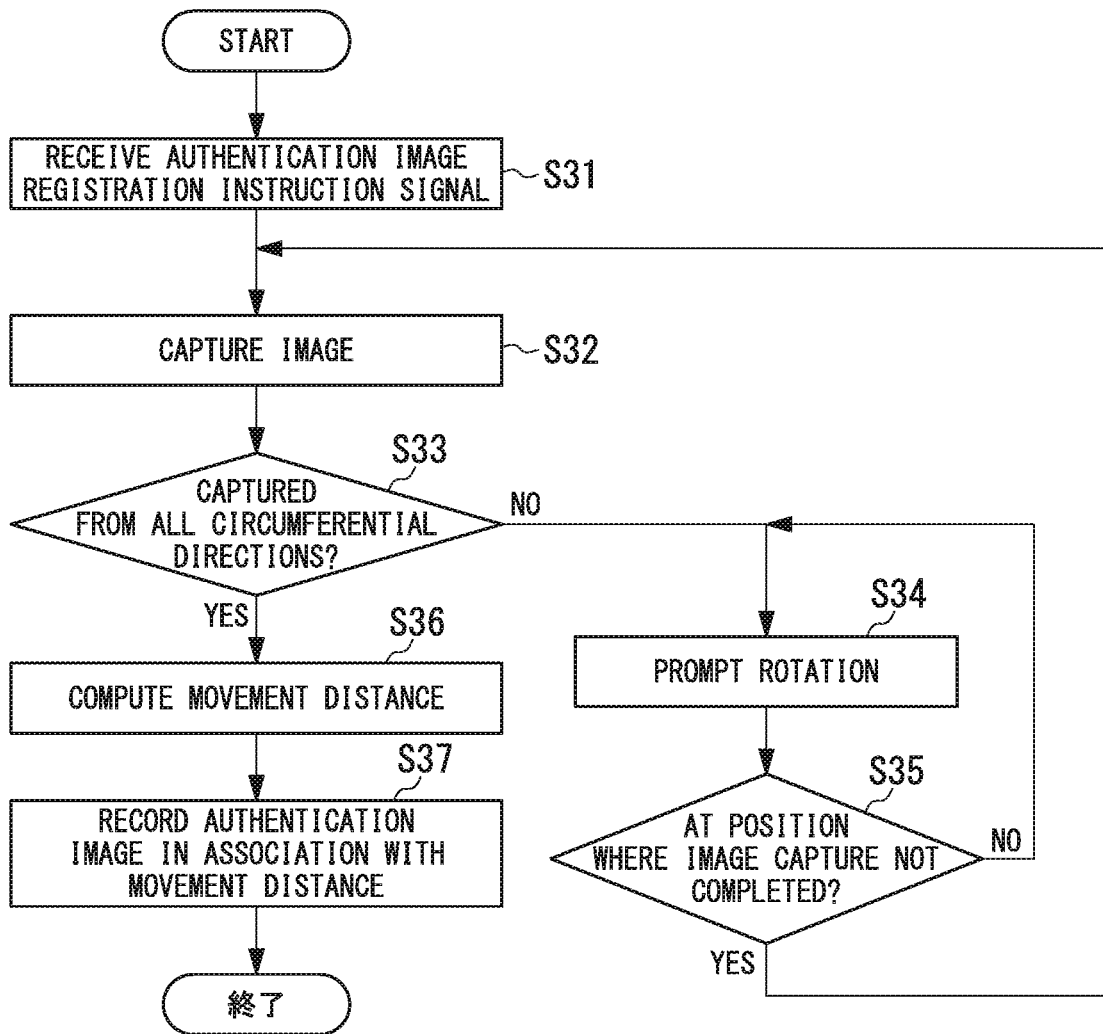 START
RECEIVE AUTHENTICATION IMAGE
REGISTRATION INSTRUCTION SIGNAL
S31
CAPTURE IMAGE
S32
S33
CAPTURED
FROM ALL CIRCUMFERENTIAL
DIRECTIONS?
NO
YES
S34
PROMPT ROTATION
S35
AT POSITION
WHERE IMAGE CAPTURE NOT
COMPLETED?
NO
YES
S36
COMPUTE MOVEMENT DISTANCE
S37
RECORD AUTHENTICATION
IMAGE IN ASSOCIATION WITH
MOVEMENT DISTANCE
終了